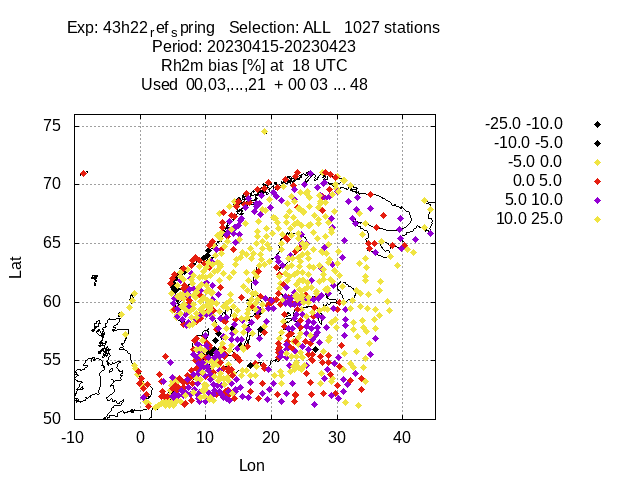 Exp: 43h22ref_spring Selection: ALL 1027 stations
Period: 20230415-20230423
Rh2m bias [%] at 18 UTC
Used 00,03,...,21 + 00 03 ... 48
-25.0 -10.0
-10.0 -5.0
-5.0 0.0
0.0 5.0
5.0 10.0
10.0 25.0
75
70
65
60
55
50
Lat
-10 0 10 20 30 40
Lon